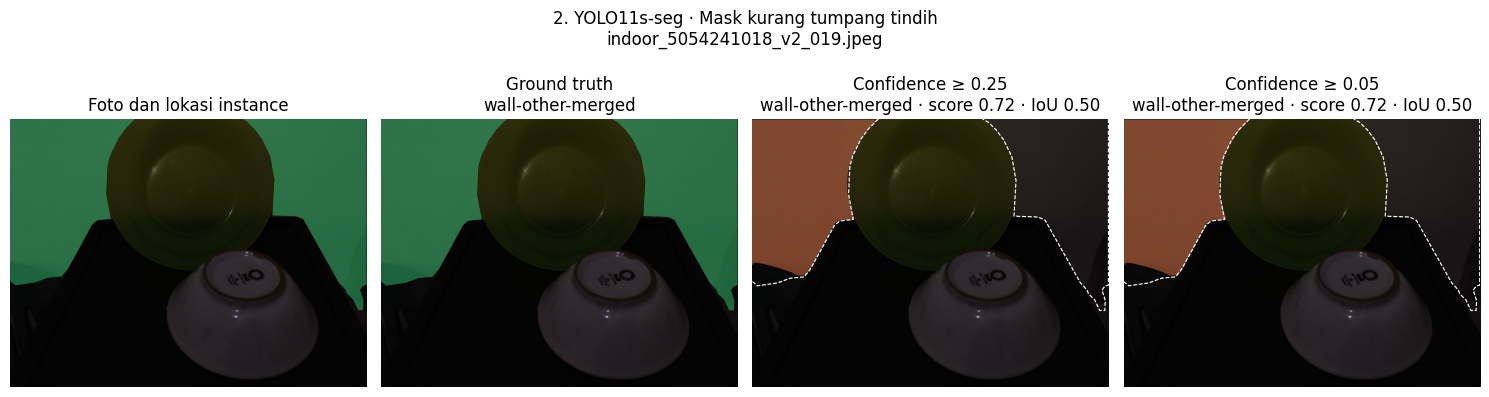 2. YOLO11s-seg · Mask kurang tumpang tindih
indoor_5054241018_v2_019.jpeg
Foto dan lokasi instance
Ground truth
wall-other-merged
Confidence ≥ 0.25
wall-other-merged · score 0.72 · IoU 0.50
Confidence ≥ 0.05
wall-other-merged · score 0.72 · IoU 0.50